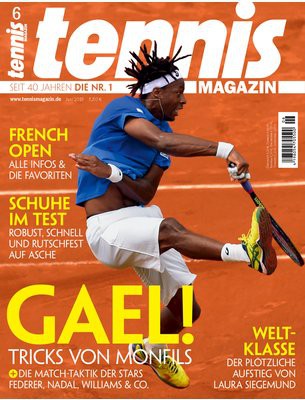 6
tennis
tennis
MAGAZIN
SEIT 40 JAHREN DIE NR. 1
www.tennismagazin.de
FRENCH
OPEN
ALLE INFOS &
DIE FAVORITEN
SCHUHE
IM TEST
ROBUST, SCHNELL
UND RUTSCHFEST
AUF ASCHE
GAEL!
TRICKS VON MONFILS
+DIE MATCH-TAKTIK DER STARS
FEDERER, NADAL, WILLIAMS & CO.
WELT-
KLASSE
DER PLÖTZLICHE
AUFSTIEG VON
LAURA SIEGEMUND